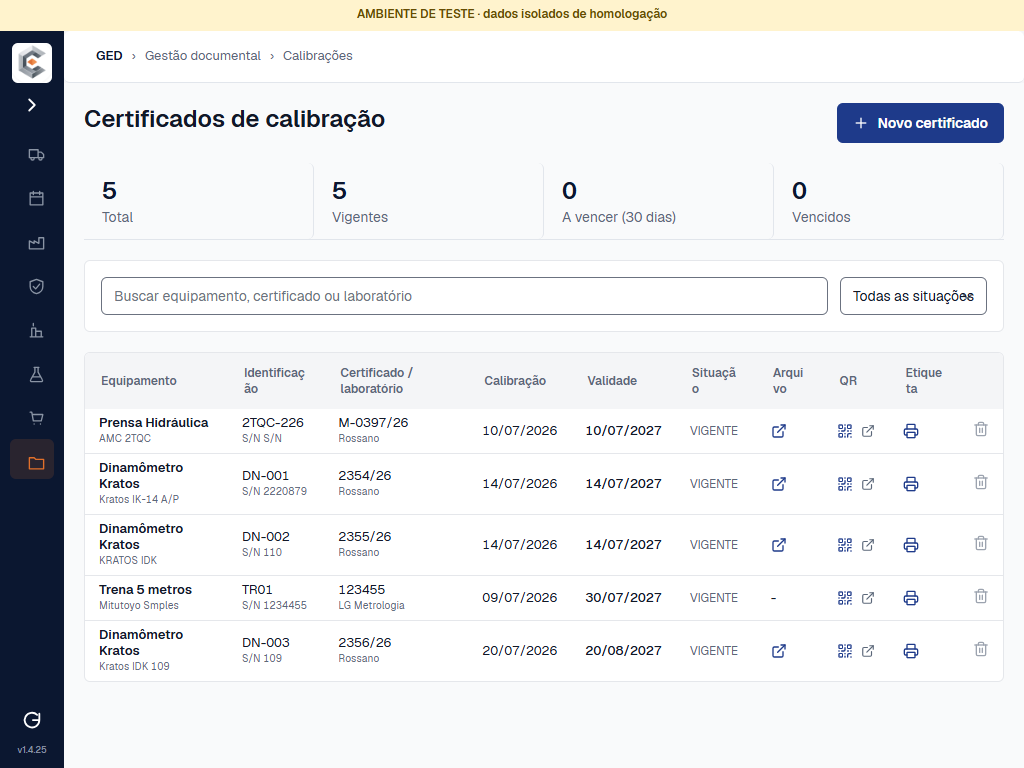 AMBIENTE DE TESTE · dados isolados de homologação
GED › Gestão documental › Calibrações
Certificados de calibração
+ Novo certificado
5
Total
5
Vigentes
0
A vencer (30 dias)
0
Vencidos
Buscar equipamento, certificado ou laboratório
Todas as situações
Equipamento
Identificaç
ão
Certificado /
laboratório
Calibração
Validade
Situaçã
o
Arqui
vo
QR
Etique
ta
Prensa Hidráulica
AMC 2TQC
2TQC-226
S/N S/N
M-0397/26
Rossano
10/07/2026
10/07/2027
VIGENTE
Dinamômetro
Kratos
Kratos IK-14 A/P
DN-001
S/N 2220879
2354/26
Rossano
14/07/2026
14/07/2027
VIGENTE
Dinamômetro
Kratos
KRATOS IDK
DN-002
S/N 110
2355/26
Rossano
14/07/2026
14/07/2027
VIGENTE
Trena 5 metros
Mitutoyo Smples
TR01
S/N 1234455
123455
LG Metrologia
09/07/2026
30/07/2027
VIGENTE
-
Dinamômetro
Kratos
Kratos IDK 109
DN-003
S/N 109
2356/26
Rossano
20/07/2026
20/08/2027
VIGENTE
v1.4.25